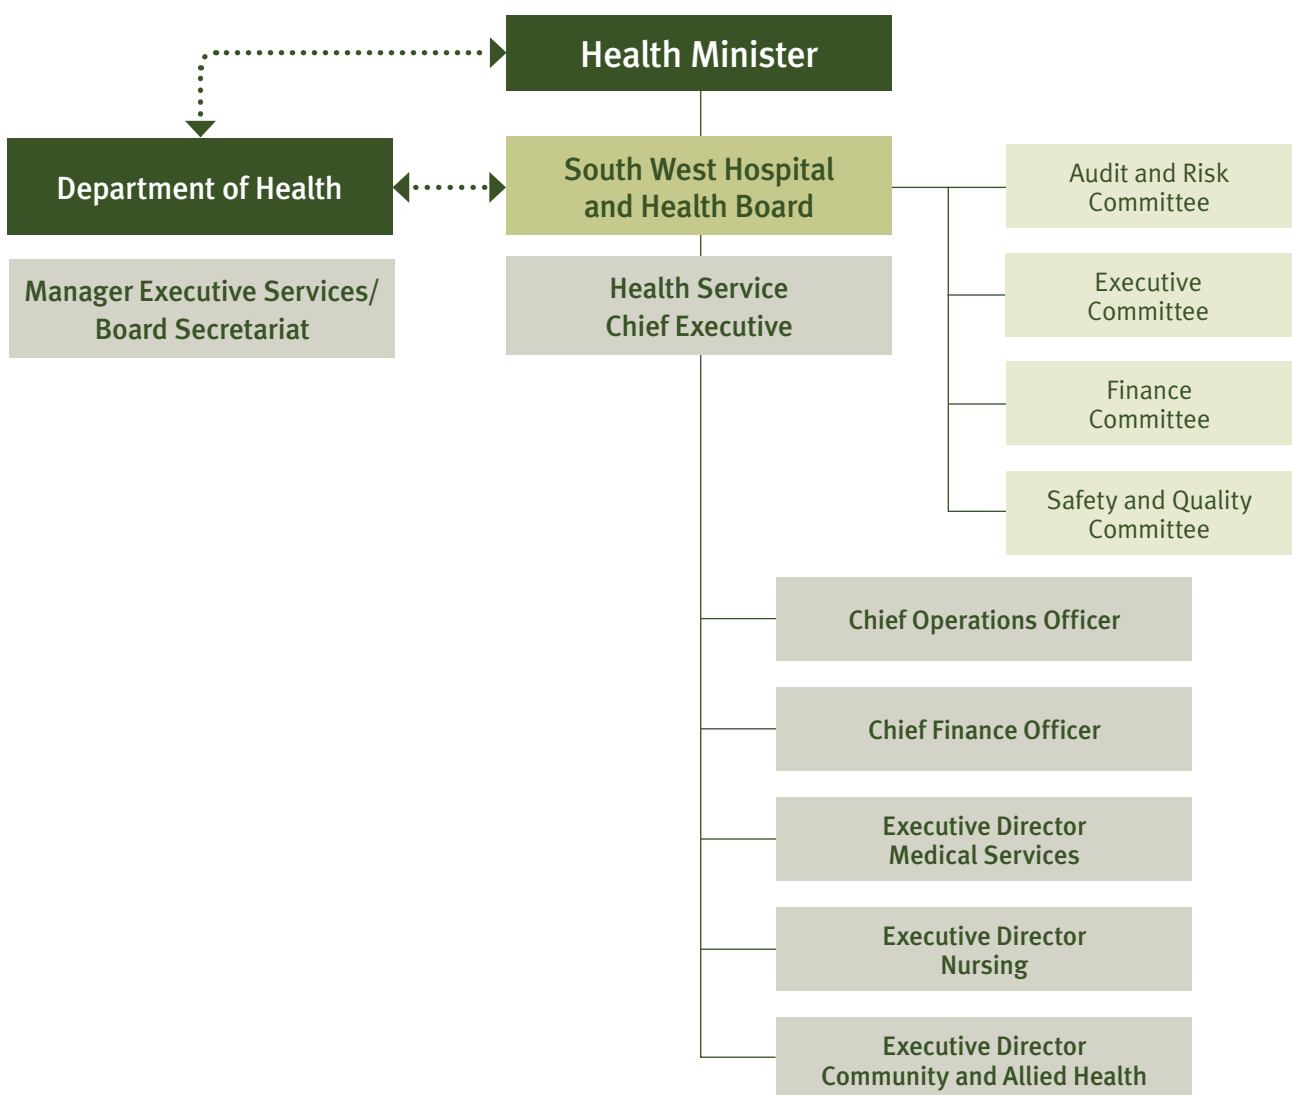 Health Minister
Department of Health
South West Hospital
and Health Board
Audit and Risk
Committee
Manager Executive Services/
Board Secretariat
Health Service
Chief Executive
Executive
Committee
Finance
Committee
Safety and Quality
Committee
Chief Operations Officer
Chief Finance Officer
Executive Director
Medical Services
Executive Director
Nursing
Executive Director
Community and Allied Health